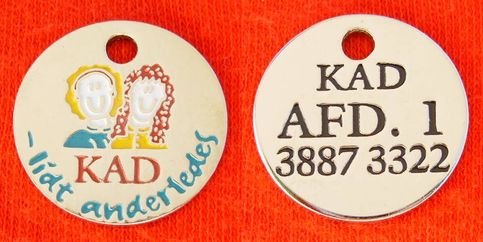 KAD
– lidt anderledes
KAD
AFD. 1
3887 3322